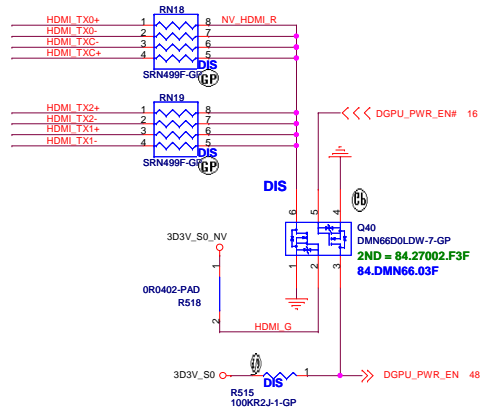 RN18
HDMI_TX0+ 1 8 NV_HDMI_R
HDMI_TX0- 2 7
HDMI_TXC- 3 6
HDMI_TXC+ 4 5
DIS
SRN499F-GP
GP
RN19
HDMI_TX2+ 1 8
HDMI_TX2- 2 7
HDMI_TX1+ 3 6
HDMI_TX1- 4 5
DIS
SRN499F-GP
GP
DGPU_PWR_EN# 16
DIS
6 5 4
Q40
DMN66D0LDW-7-GP
2ND = 84.27002.F3F
84.DMN66.03F
1 2 3
3D3V_S0_NV
1
0R0402-PAD
R518
2
HDMI_G
3D3V_S0 2 1 DGPU_PWR_EN 48
R515
DIS
100KR2J-1-GP